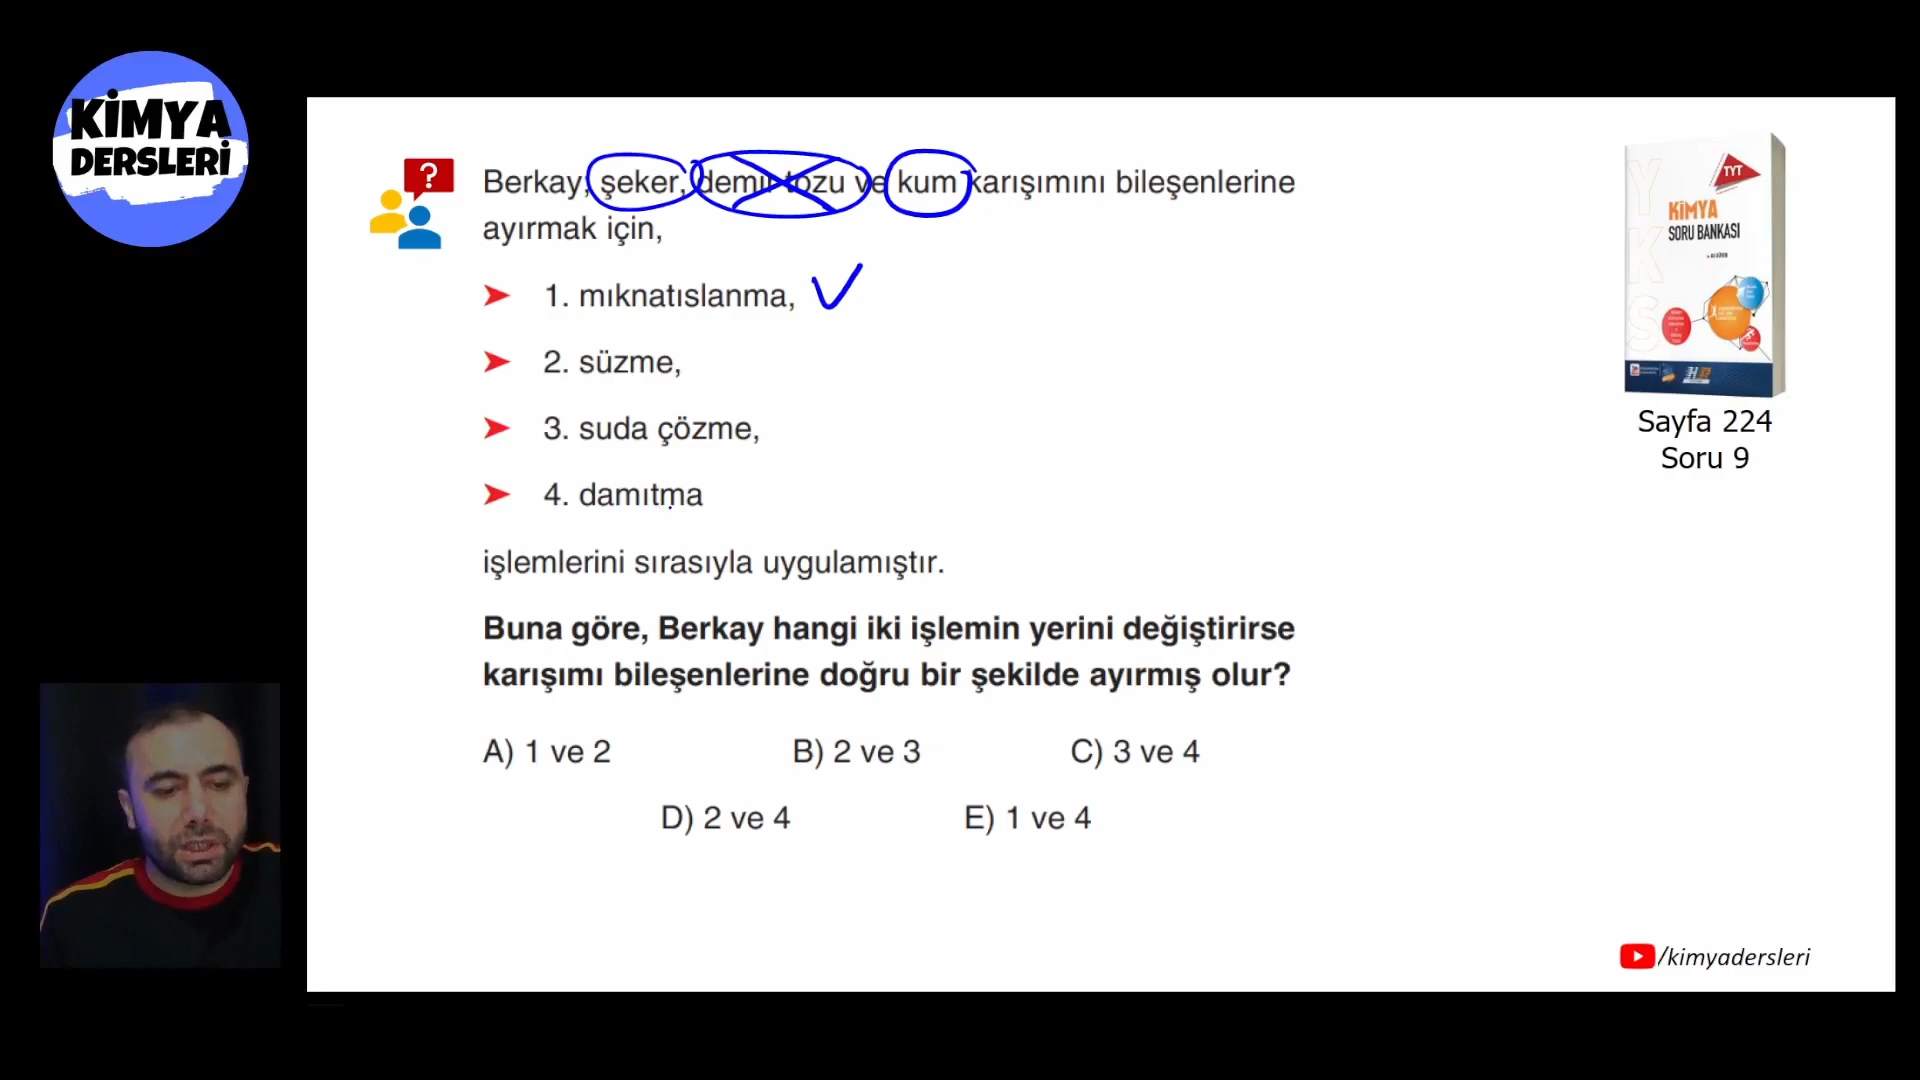 KİMYA
DERSLERİ
?
Berkay; şeker, demir tozu ve kum karışımını bileşenlerine
ayırmak için,
1. mıknatıslanma,
2. süzme,
3. suda çözme,
4. damıtma
işlemlerini sırasıyla uygulamıştır.
Buna göre, Berkay hangi iki işlemin yerini değiştirirse
karışımı bileşenlerine doğru bir şekilde ayırmış olur?
A) 1 ve 2
B) 2 ve 3
C) 3 ve 4
D) 2 ve 4
E) 1 ve 4
YKS
TYT
KİMYA
SORU BANKASI
Sayfa 224
Soru 9
/kimyadersleri